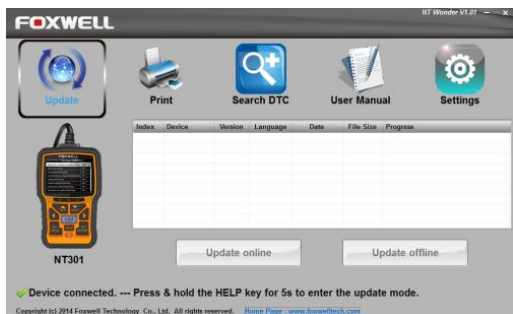 NT Wonder V1.01
FOXWELL
Update Print Search DTC User Manual Settings
Index Device Version Language Date File Size Progress
FOXWELL
NT301
Update online Update offline
Device connected. --- Press & hold the HELP key for 5s to enter the update mode.
Copyright (c) 2014 Foxwell Technology Co., Ltd. All rights reserved. Home Page : www.foxwelltech.com